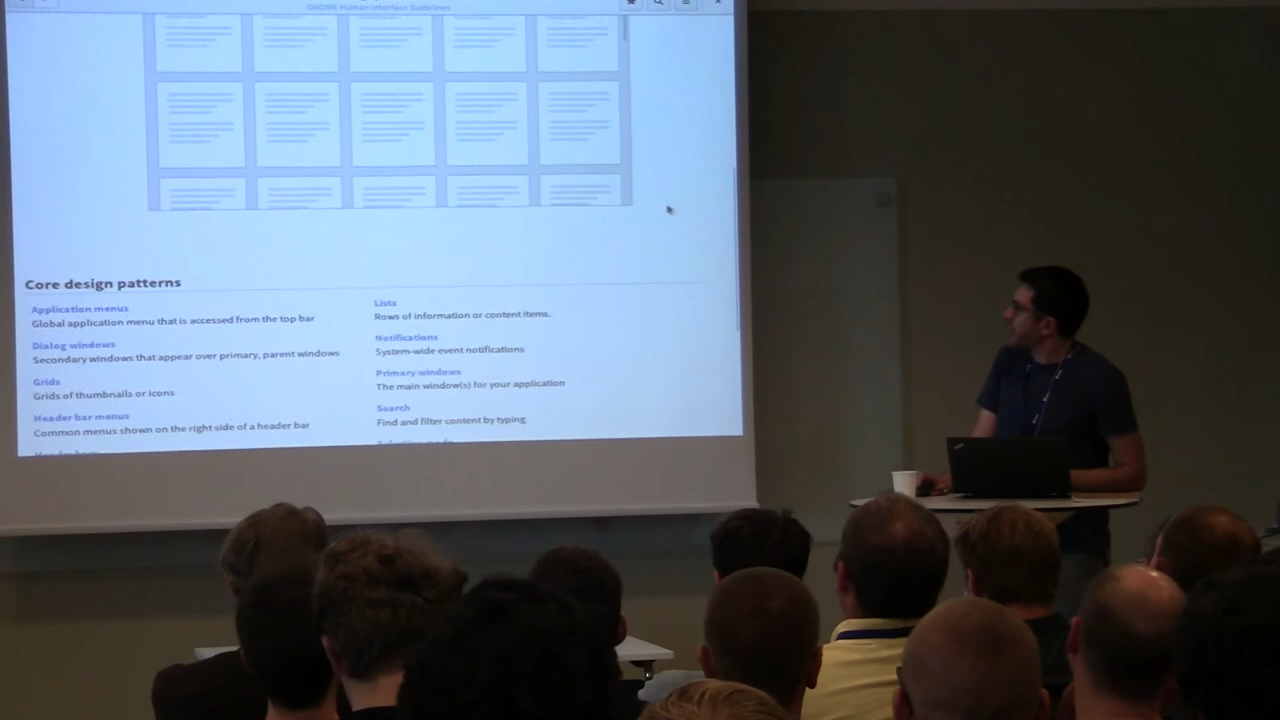 GNOME Human Interface Guidelines
Core design patterns
Application menus
Global application menu that is accessed from the top bar
Dialog windows
Secondary windows that appear over primary, parent windows
Grids
Grids of thumbnails or icons
Header bar menus
Common menus shown on the right side of a header bar
Lists
Rows of information or content items.
Notifications
System-wide event notifications
Primary windows
The main window(s) for your application
Search
Find and filter content by typing